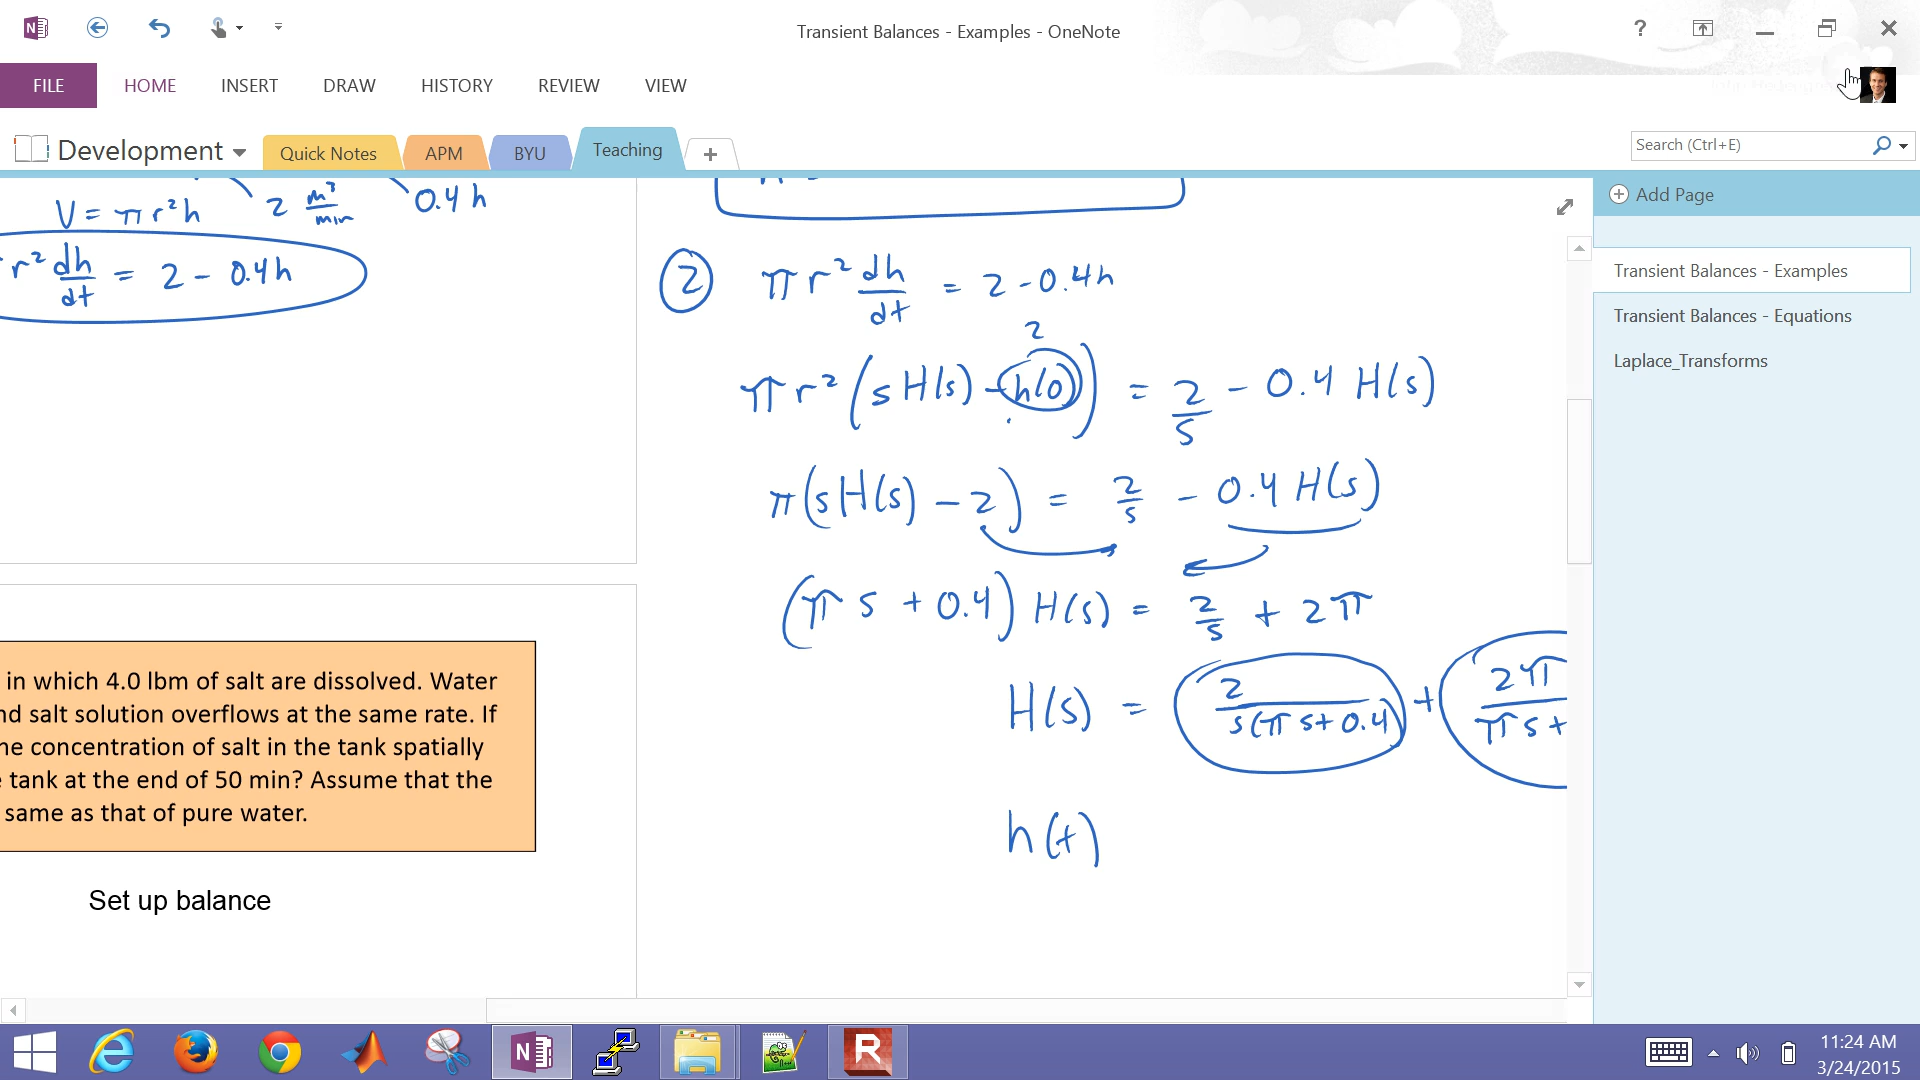 Transient Balances - Examples - OneNote
?
FILE HOME INSERT DRAW HISTORY REVIEW VIEW
Development Quick Notes APM BYU Teaching +
Search (Ctrl+E)
Add Page
Transient Balances - Examples
Transient Balances - Equations
Laplace_Transforms
V = πr²h 2 m³/min 0.4h
r² dh/dt = 2 - 0.4h
in which 4.0 lbm of salt are dissolved. Water
nd salt solution overflows at the same rate. If
he concentration of salt in the tank spatially
e tank at the end of 50 min? Assume that the
same as that of pure water.
Set up balance
2 πr² dh/dt = 2 - 0.4h
2
πr² (sH(s) - h(0)) = 2/s - 0.4 H(s)
π(sH(s) - 2) = 2/s - 0.4 H(s)
(πs + 0.4) H(s) = 2/s + 2π
H(s) = 2/s(πs+0.4) + 2π/πs+
h(t)
11:24 AM
3/24/2015